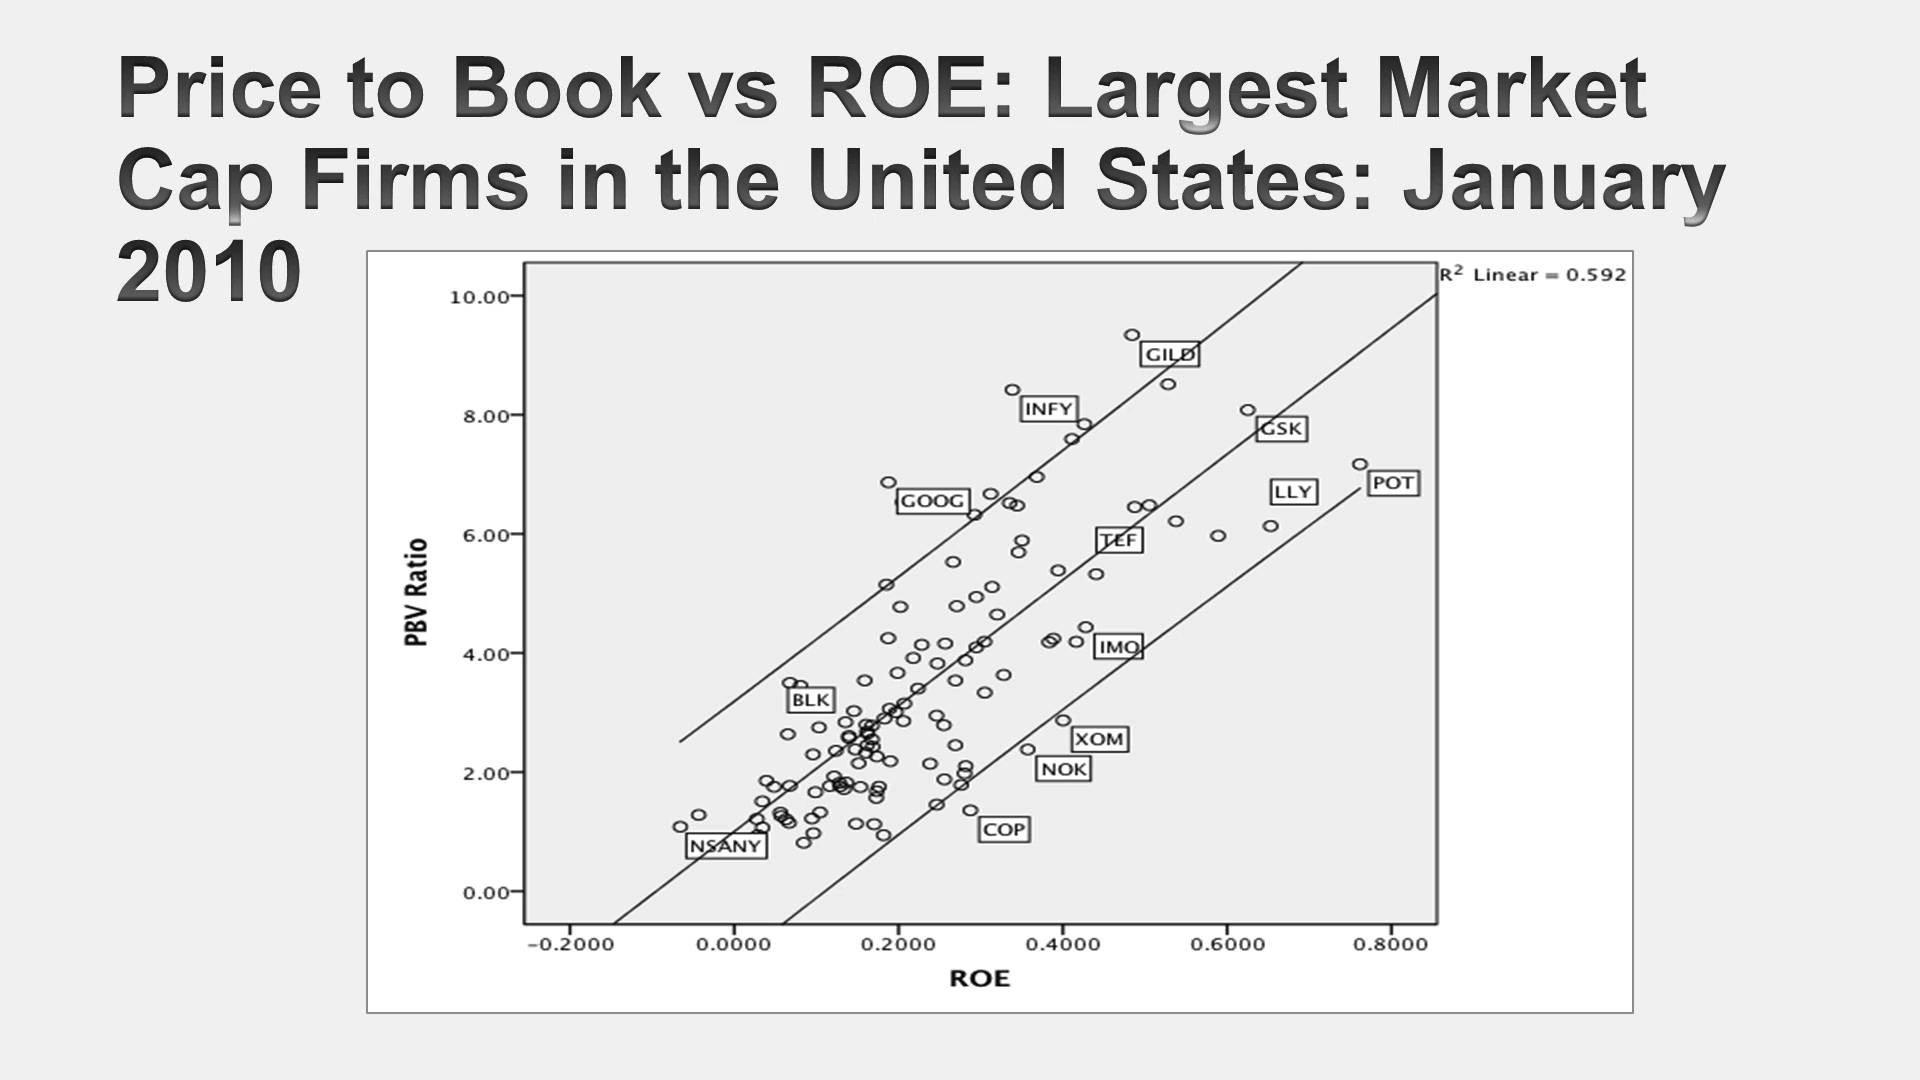 Price to Book vs ROE: Largest Market
Cap Firms in the United States: January
2010
R² Linear = 0.592
10.00
GILD
INFY
8.00
GSK
POT
LLY
GOOG
6.00
TEF
PBV Ratio
4.00
IMO
BLK
XOM
NOK
2.00
COP
NSANY
0.00
−0.2000 0.0000 0.2000 0.4000 0.6000 0.8000
ROE